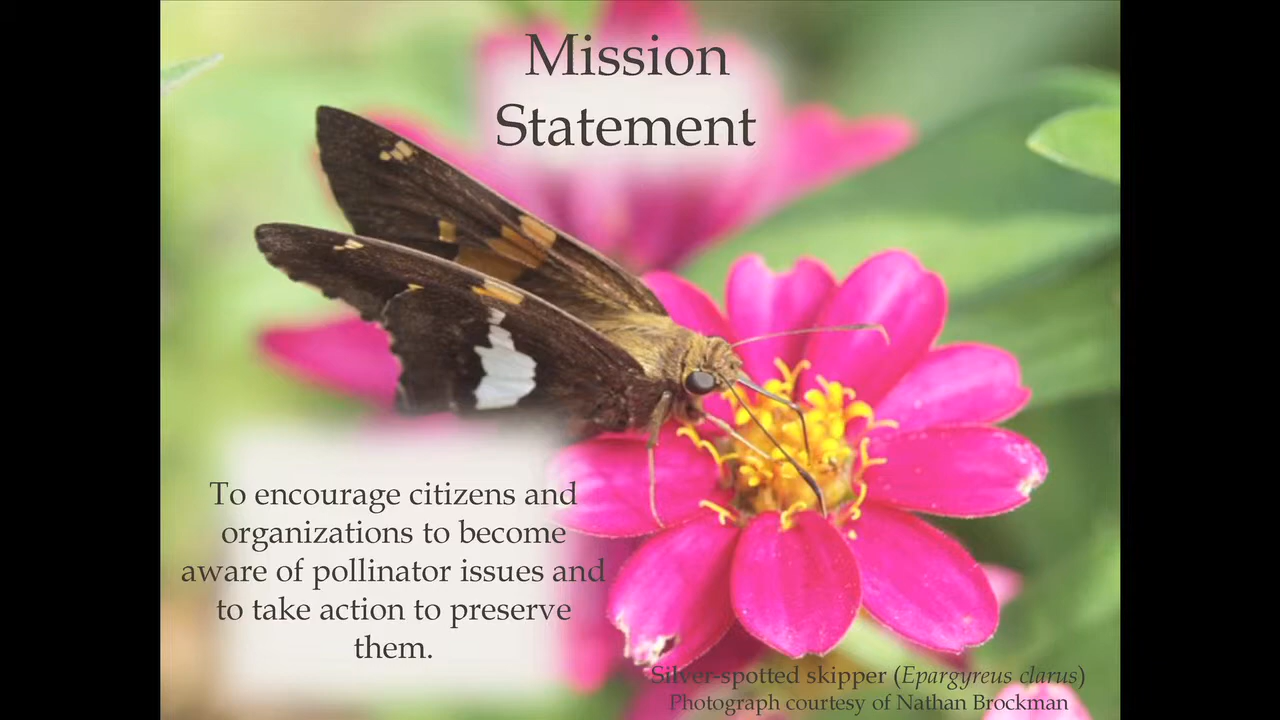 Mission
Statement
To encourage citizens and
organizations to become
aware of pollinator issues and
to take action to preserve
them.
Silver-spotted skipper (Epargyreus clarus)
Photograph courtesy of Nathan Brockman